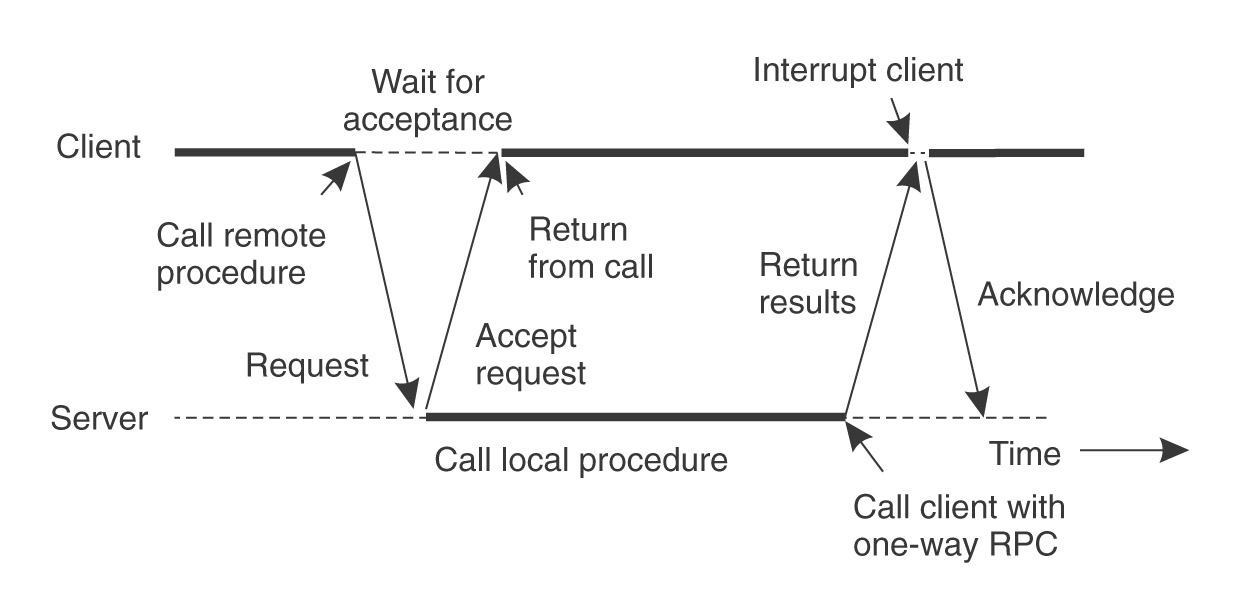 Interrupt client
Wait for
acceptance
Client
Call remote
procedure
Return
from call
Return
results
Acknowledge
Request
Accept
request
Server
Call local procedure
Time
Call client with
one-way RPC